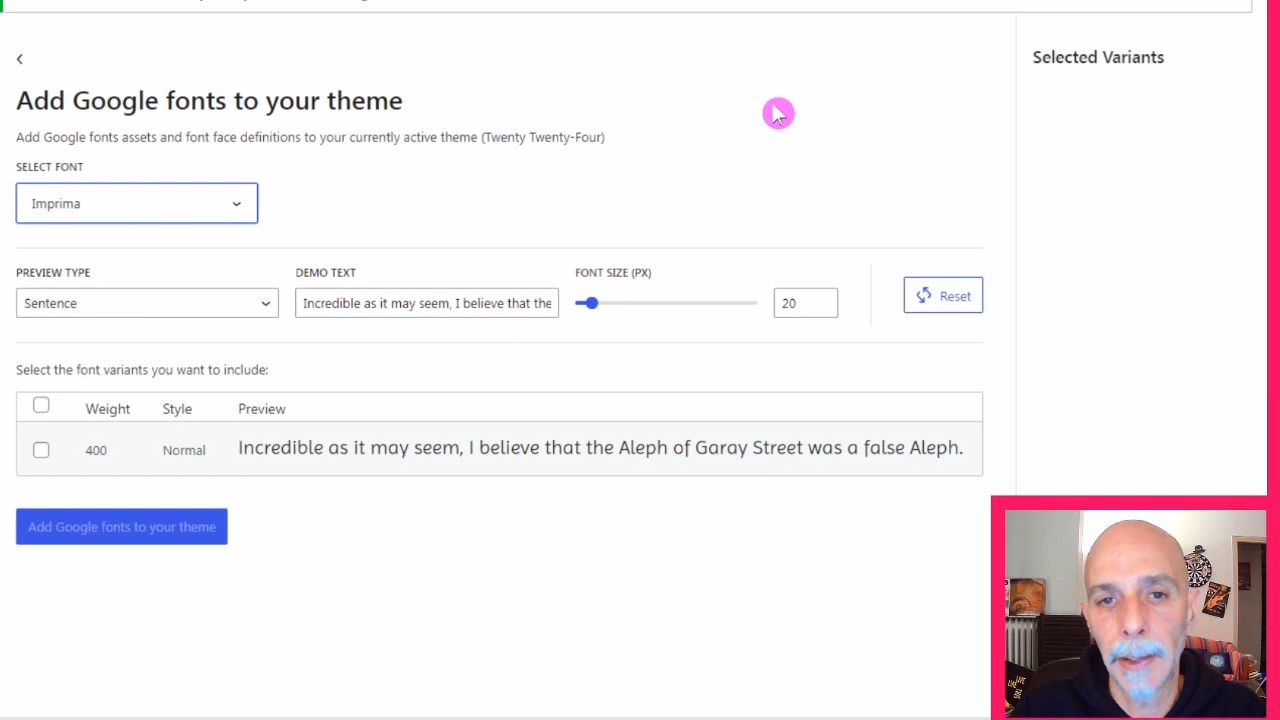 Selected Variants
Add Google fonts to your theme
Add Google fonts assets and font face definitions to your currently active theme (Twenty Twenty-Four)
SELECT FONT
Imprima
PREVIEW TYPE
DEMO TEXT
FONT SIZE (PX)
Sentence
Incredible as it may seem, I believe that the
20
Reset
Select the font variants you want to include:
Weight Style Preview
400 Normal Incredible as it may seem, I believe that the Aleph of Garay Street was a false Aleph.
Add Google fonts to your theme